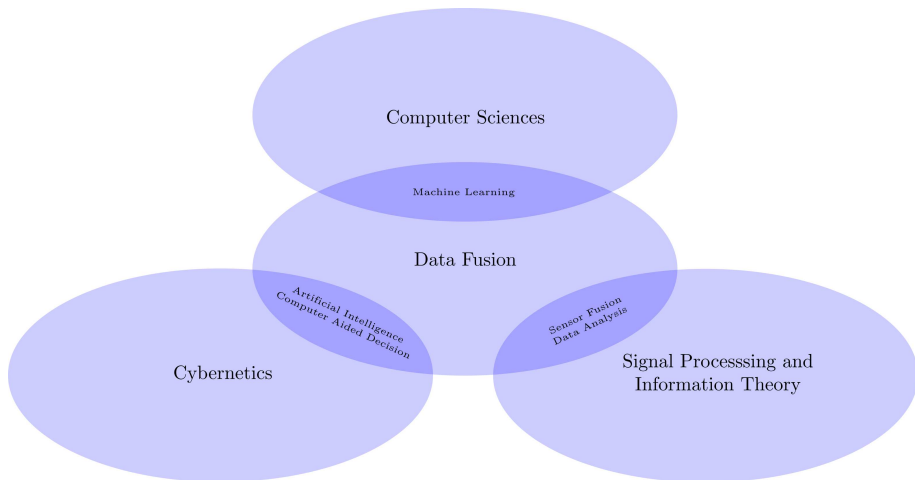 Computer Sciences
Machine Learning
Data Fusion
Artificial Intelligence
Computer Aided Decision
Sensor Fusion
Data Analysis
Cybernetics
Signal Processsing and
Information Theory